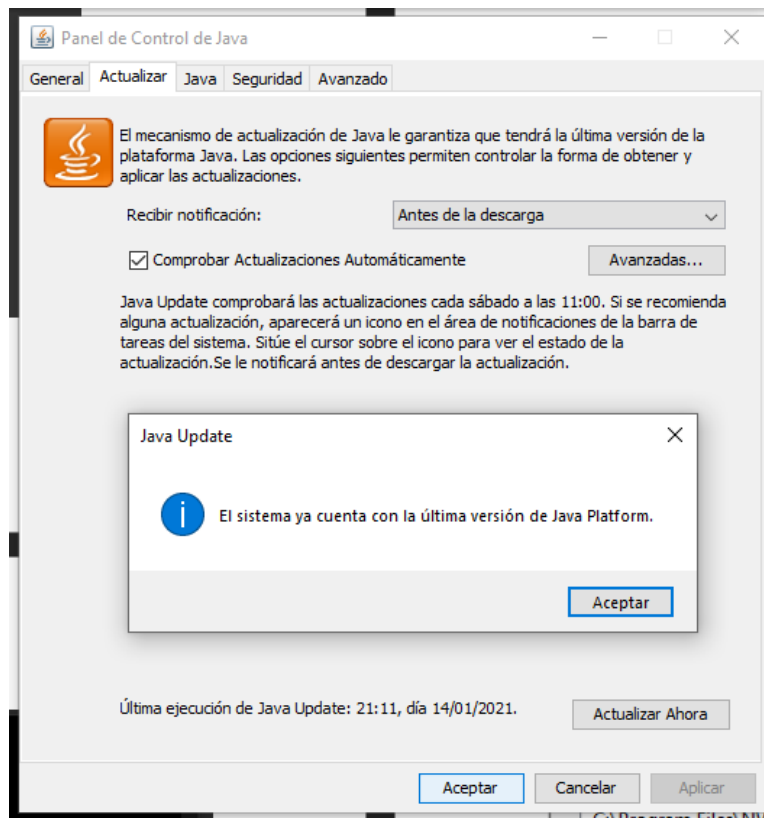 Panel de Control de Java
General Actualizar Java Seguridad Avanzado
El mecanismo de actualización de Java le garantiza que tendrá la última versión de la
plataforma Java. Las opciones siguientes permiten controlar la forma de obtener y
aplicar las actualizaciones.
Recibir notificación: Antes de la descarga
Comprobar Actualizaciones Automáticamente Avanzadas...
Java Update comprobará las actualizaciones cada sábado a las 11:00. Si se recomienda
alguna actualización, aparecerá un icono en el área de notificaciones de la barra de
tareas del sistema. Sitúe el cursor sobre el icono para ver el estado de la
actualización.Se le notificará antes de descargar la actualización.
Java Update
El sistema ya cuenta con la última versión de Java Platform.
Aceptar
Última ejecución de Java Update: 21:11, día 14/01/2021.
Actualizar Ahora
Aceptar Cancelar Aplicar